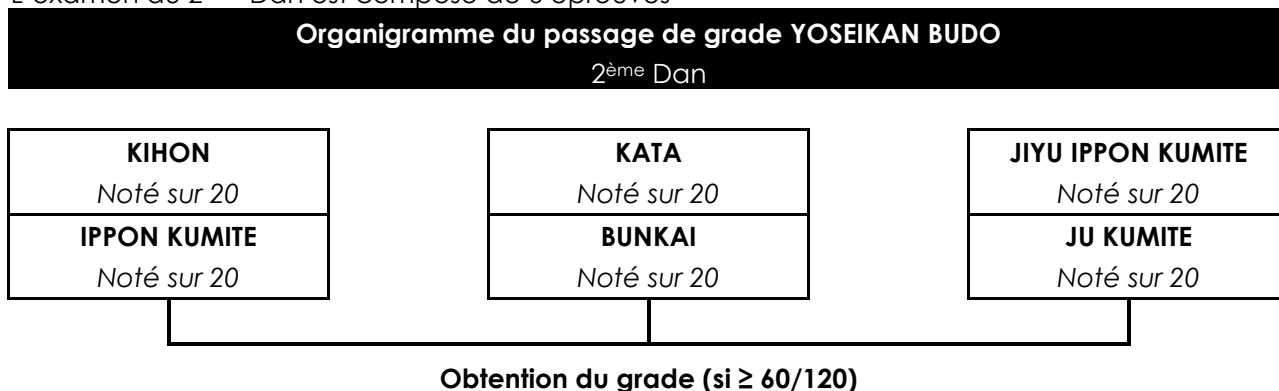 Organigramme du passage de grade YOSEIKAN BUDO
2ème Dan
KIHON
Noté sur 20
IPPON KUMITE
Noté sur 20
KATA
Noté sur 20
BUNKAI
Noté sur 20
JIYU IPPON KUMITE
Noté sur 20
JU KUMITE
Noté sur 20
Obtention du grade (si ≥ 60/120)